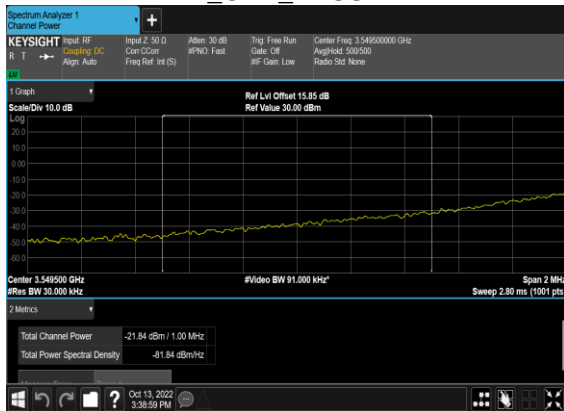 Spectrum Analyzer 1
Channel Power
+
KEYSIGHT
R T
LXI
Input: RF
Coupling: DC
Align: Auto
Input Z: 50 Ω
Corr CCorr
Freq Ref: Int (S)
Atten: 30 dB
#PNO: Fast
Trig: Free Run
Gate: Off
#IF Gain: Low
Center Freq: 3.549500000 GHz
Avg|Hold: 500/500
Radio Std: None
1 Graph
Scale/Div 10.0 dB
Ref Lvl Offset 15.85 dB
Ref Value 30.00 dBm
Log
20.0
10.0
0.00
-10.0
-20.0
-30.0
-40.0
-50.0
-60.0
Center 3.549500 GHz
#Res BW 30.000 kHz
#Video BW 91.000 kHz*
Span 2 MHz
Sweep 2.80 ms (1001 pts
2 Metrics
Total Channel Power -21.84 dBm / 1.00 MHz
Total Power Spectral Density -81.84 dBm/Hz
?
Oct 13, 2022
3:38:59 PM